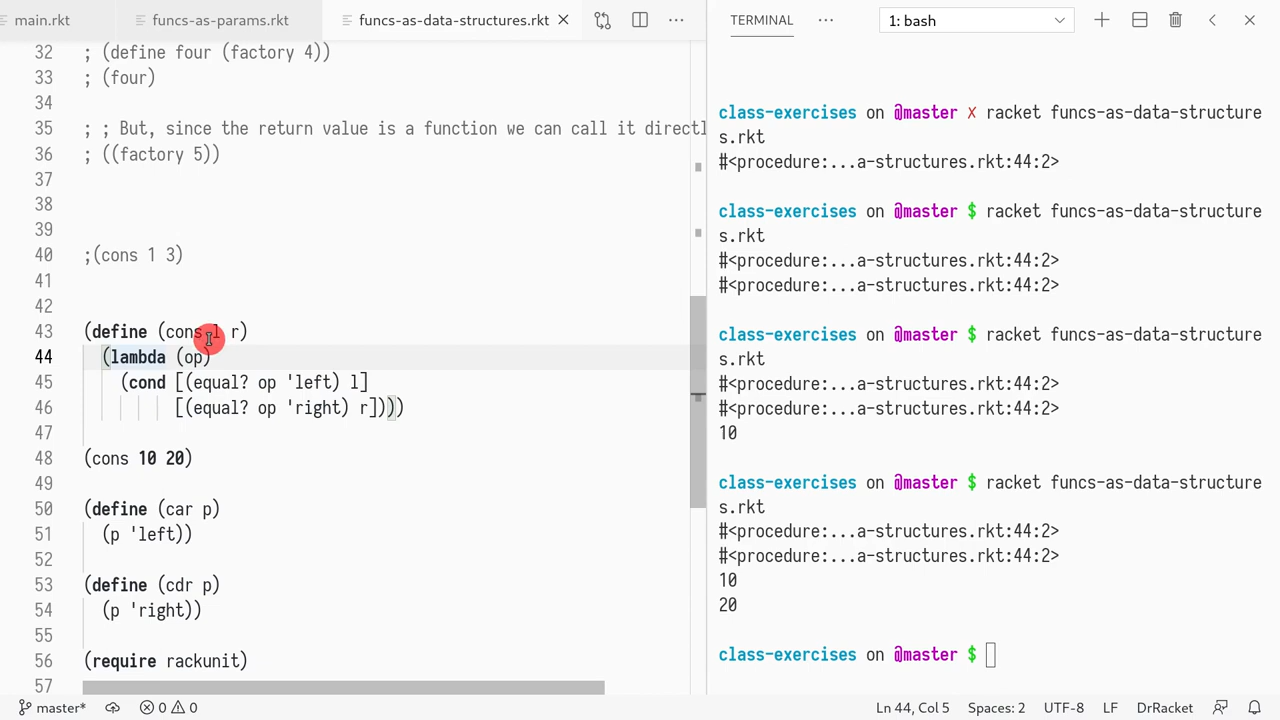 main.rkt
funcs-as-params.rkt
funcs-as-data-structures.rkt
32 ; (define four (factory 4))
33 ; (four)
34
35 ; ; But, since the return value is a function we can call it directl
36 ; ((factory 5))
37
38
39
40 ;(cons 1 3)
41
42
43 (define (cons l r)
44 (lambda (op)
45 (cond [(equal? op 'left) l]
46 [(equal? op 'right) r])))
47
48 (cons 10 20)
49
50 (define (car p)
51 (p 'left))
52
53 (define (cdr p)
54 (p 'right))
55
56 (require rackunit)
57
TERMINAL
1: bash
class-exercises on @master ✗ racket funcs-as-data-structure
s.rkt
#<procedure:...a-structures.rkt:44:2>
class-exercises on @master $ racket funcs-as-data-structure
s.rkt
#<procedure:...a-structures.rkt:44:2>
#<procedure:...a-structures.rkt:44:2>
class-exercises on @master $ racket funcs-as-data-structure
s.rkt
#<procedure:...a-structures.rkt:44:2>
#<procedure:...a-structures.rkt:44:2>
10
class-exercises on @master $ racket funcs-as-data-structure
s.rkt
#<procedure:...a-structures.rkt:44:2>
#<procedure:...a-structures.rkt:44:2>
10
20
class-exercises on @master $
master* 0 0 Ln 44, Col 5 Spaces: 2 UTF-8 LF DrRacket